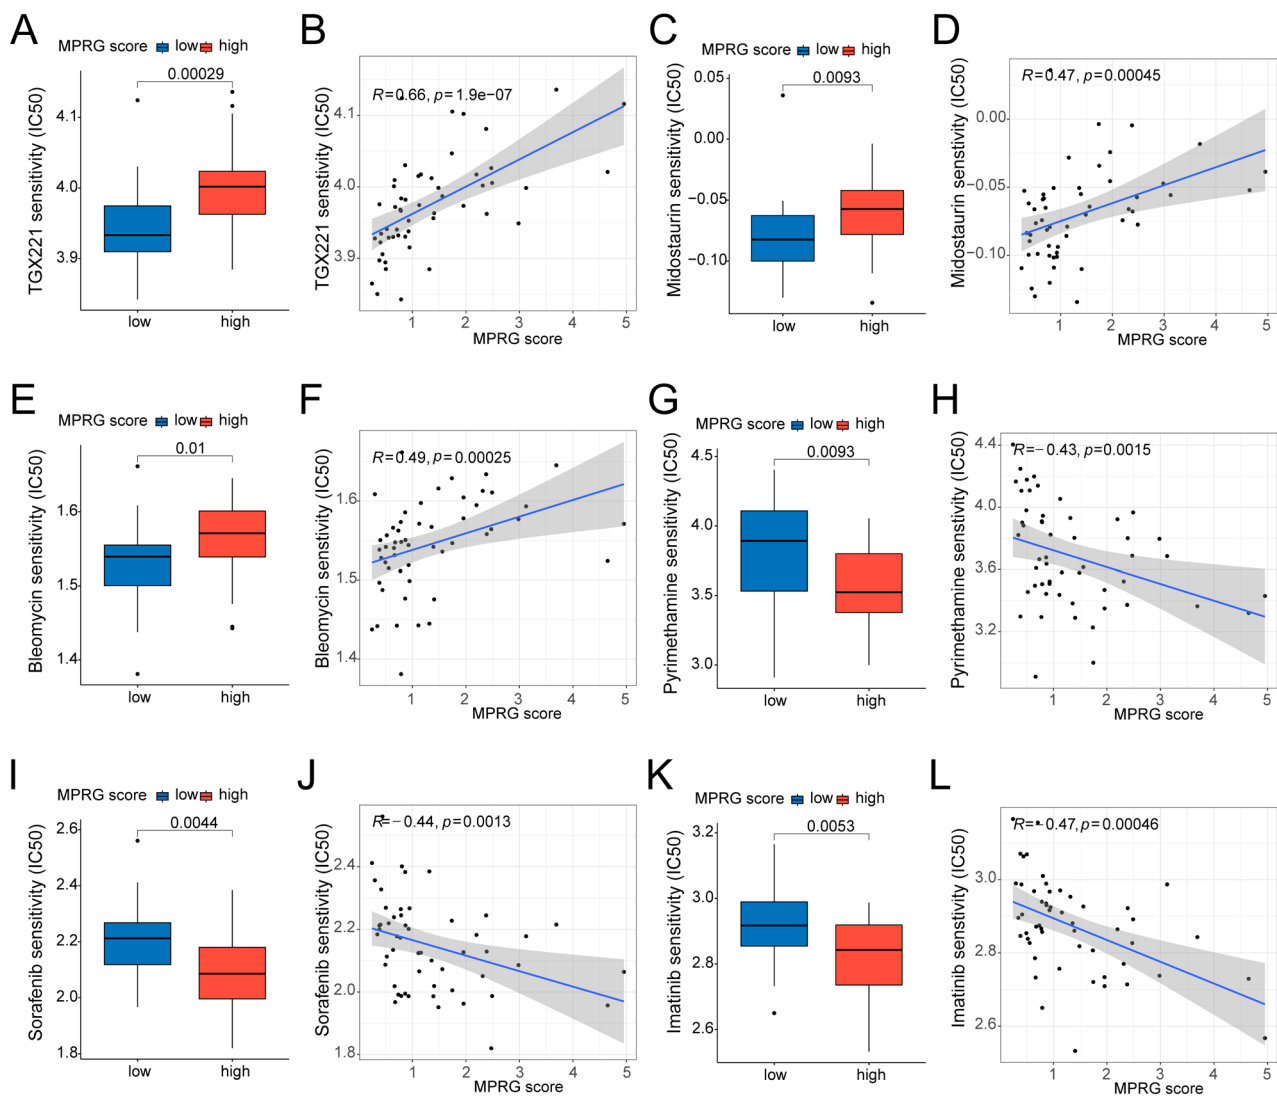 A
MPRG score low high
0.00029
TGX221 sensitivity (IC50)
4.1
4.0
3.9
low high
B
R=0.66, p=1.9e−07
TGX221 sensitivity (IC50)
4.1
4.0
3.9
1 2 3 4 5
MPRG score
C
MPRG score low high
0.0093
Midostaurin sensitivity (IC50)
0.05
0.00
−0.05
−0.10
low high
D
R=0.47, p=0.00045
Midostaurin sensitivity (IC50)
0.00
−0.05
−0.10
1 2 3 4 5
MPRG score
E
MPRG score low high
0.01
Bleomycin sensitivity (IC50)
1.6
1.5
1.4
low high
F
R=0.49, p=0.00025
Bleomycin sensitivity (IC50)
1.6
1.5
1.4
1 2 3 4 5
MPRG score
G
MPRG score low high
0.0093
Pyrimethamine sensitivity (IC50)
4.5
4.0
3.5
3.0
low high
H
R=−0.43, p=0.0015
Pyrimethamine sensitivity (IC50)
4.4
4.0
3.6
3.2
1 2 3 4 5
MPRG score
I
MPRG score low high
0.0044
Sorafenib sensitivity (IC50)
2.6
2.4
2.2
2.0
1.8
low high
J
R=−0.44, p=0.0013
Sorafenib sensitivity (IC50)
2.4
2.2
2.0
1.8
1 2 3 4 5
MPRG score
K
MPRG score low high
0.0053
Imatinib senstivity (IC50)
3.2
3.0
2.8
2.6
low high
L
R=−0.47, p=0.00046
Imatinib senstivity (IC50)
3.0
2.8
2.6
1 2 3 4 5
MPRG score